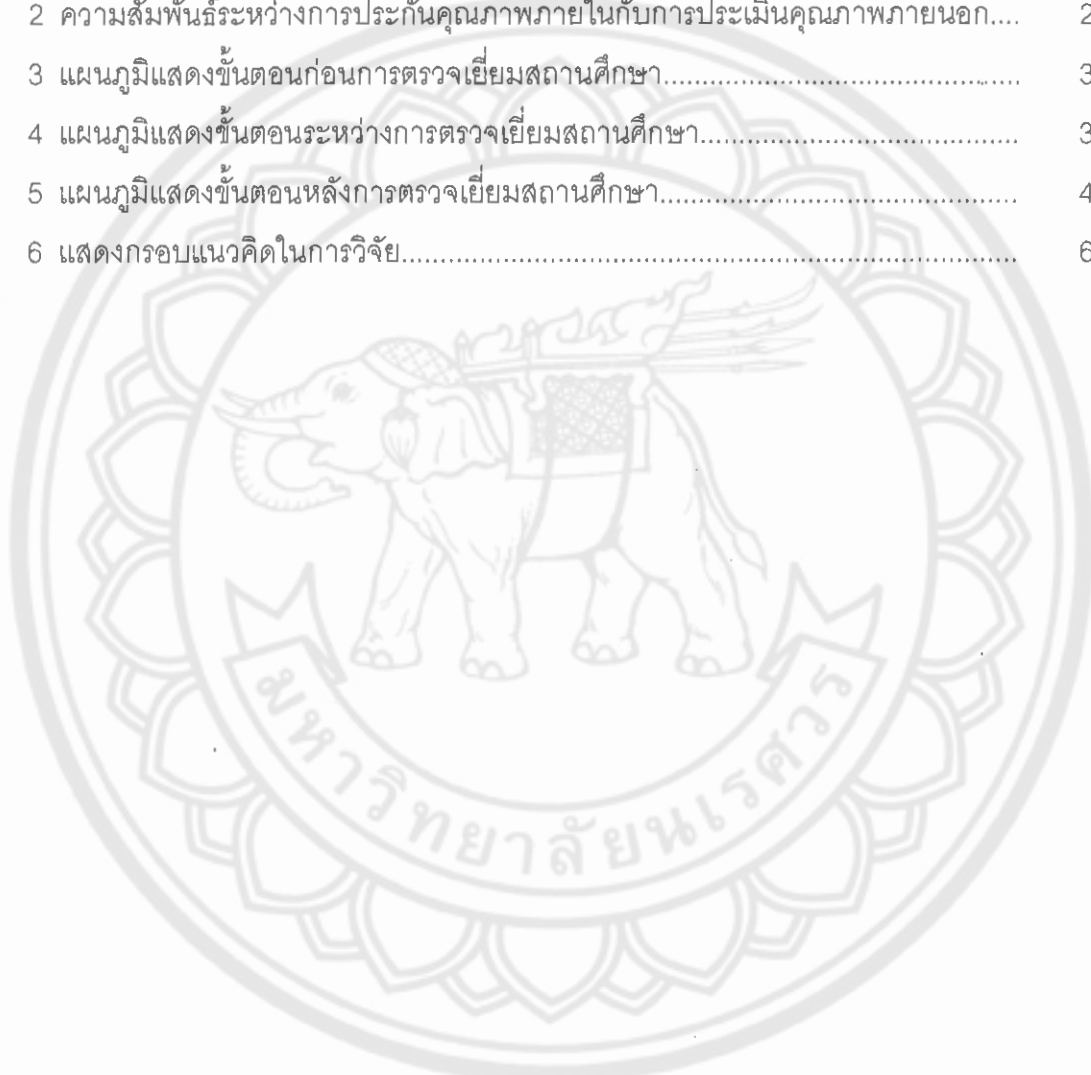 2 ความสัมพันธ์ระหว่างการประกันคุณภาพภายในกับการประเมินคุณภาพภายนอก.... 2
3 แผนภูมิแสดงขั้นตอนก่อนการตรวจเยี่ยมสถานศึกษา............................................. 3
4 แผนภูมิแสดงขั้นตอนระหว่างการตรวจเยี่ยมสถานศึกษา........................................ 3
5 แผนภูมิแสดงขั้นตอนหลังการตรวจเยี่ยมสถานศึกษา............................................. 4
6 แสดงกรอบแนวคิดในการวิจัย............................................................................... 6
มหาวิทยาลัยนเรศวร